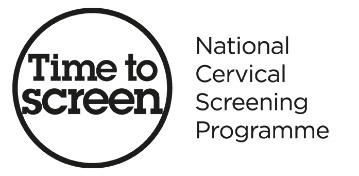 Time to
screen
National
Cervical
Screening
Programme